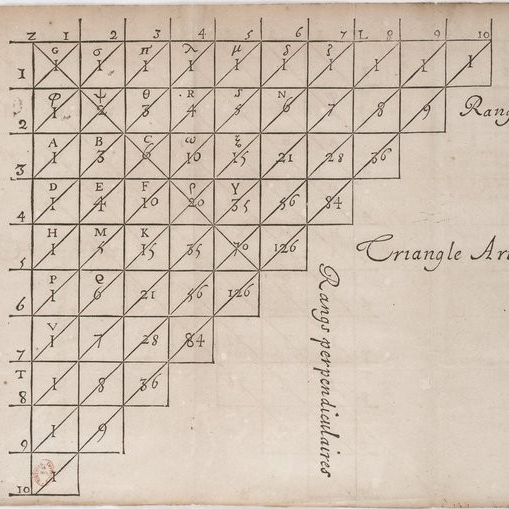 Z 1 2 3 4 5 6 7 L 8 9 10
G σ π λ μ δ ζ
1 1 1 1 1 1 1 1 1 1 1
φ ψ θ R S N
2 1 2 3 4 5 6 7 8 9 Rang
A B C ω ξ
3 1 3 6 10 15 21 28 36
D E F ρ Y
4 1 4 10 20 35 56 84
H M K
5 1 5 15 35 70 126
Triangle Ari
P Q
6 1 6 21 56 126
V
7 1 7 28 84
T
8 1 8 36
9 1 9
10 1
Rangs perpendiculaires